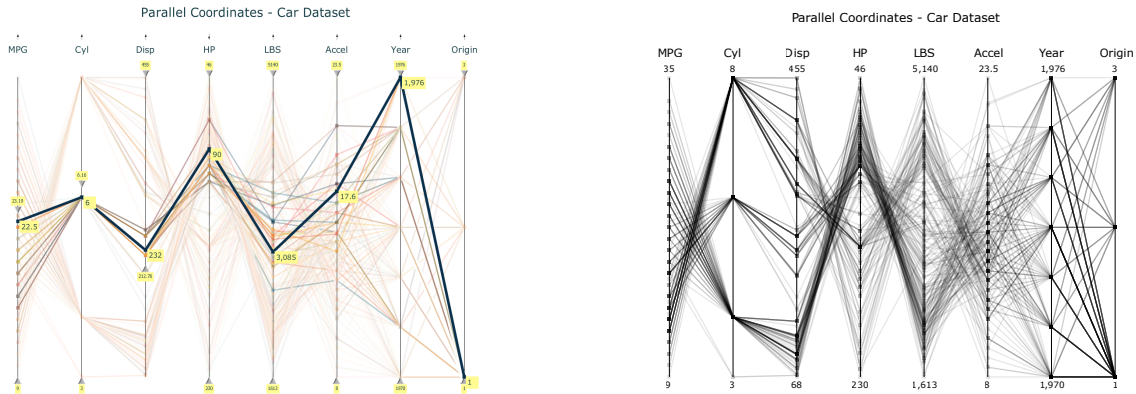 Parallel Coordinates - Car Dataset
MPG Cyl Disp HP LBS Accel Year Origin
455 46 5140 23.5 1976 3
1,976
6.16
90
23.19
6
17.6
22.5
232
3,085
212.78
1
9 3 230 1613 8 1970 1
Parallel Coordinates - Car Dataset
MPG Cyl Disp HP LBS Accel Year Origin
35 8 455 46 5,140 23.5 1,976 3
9 3 68 230 1,613 8 1,970 1